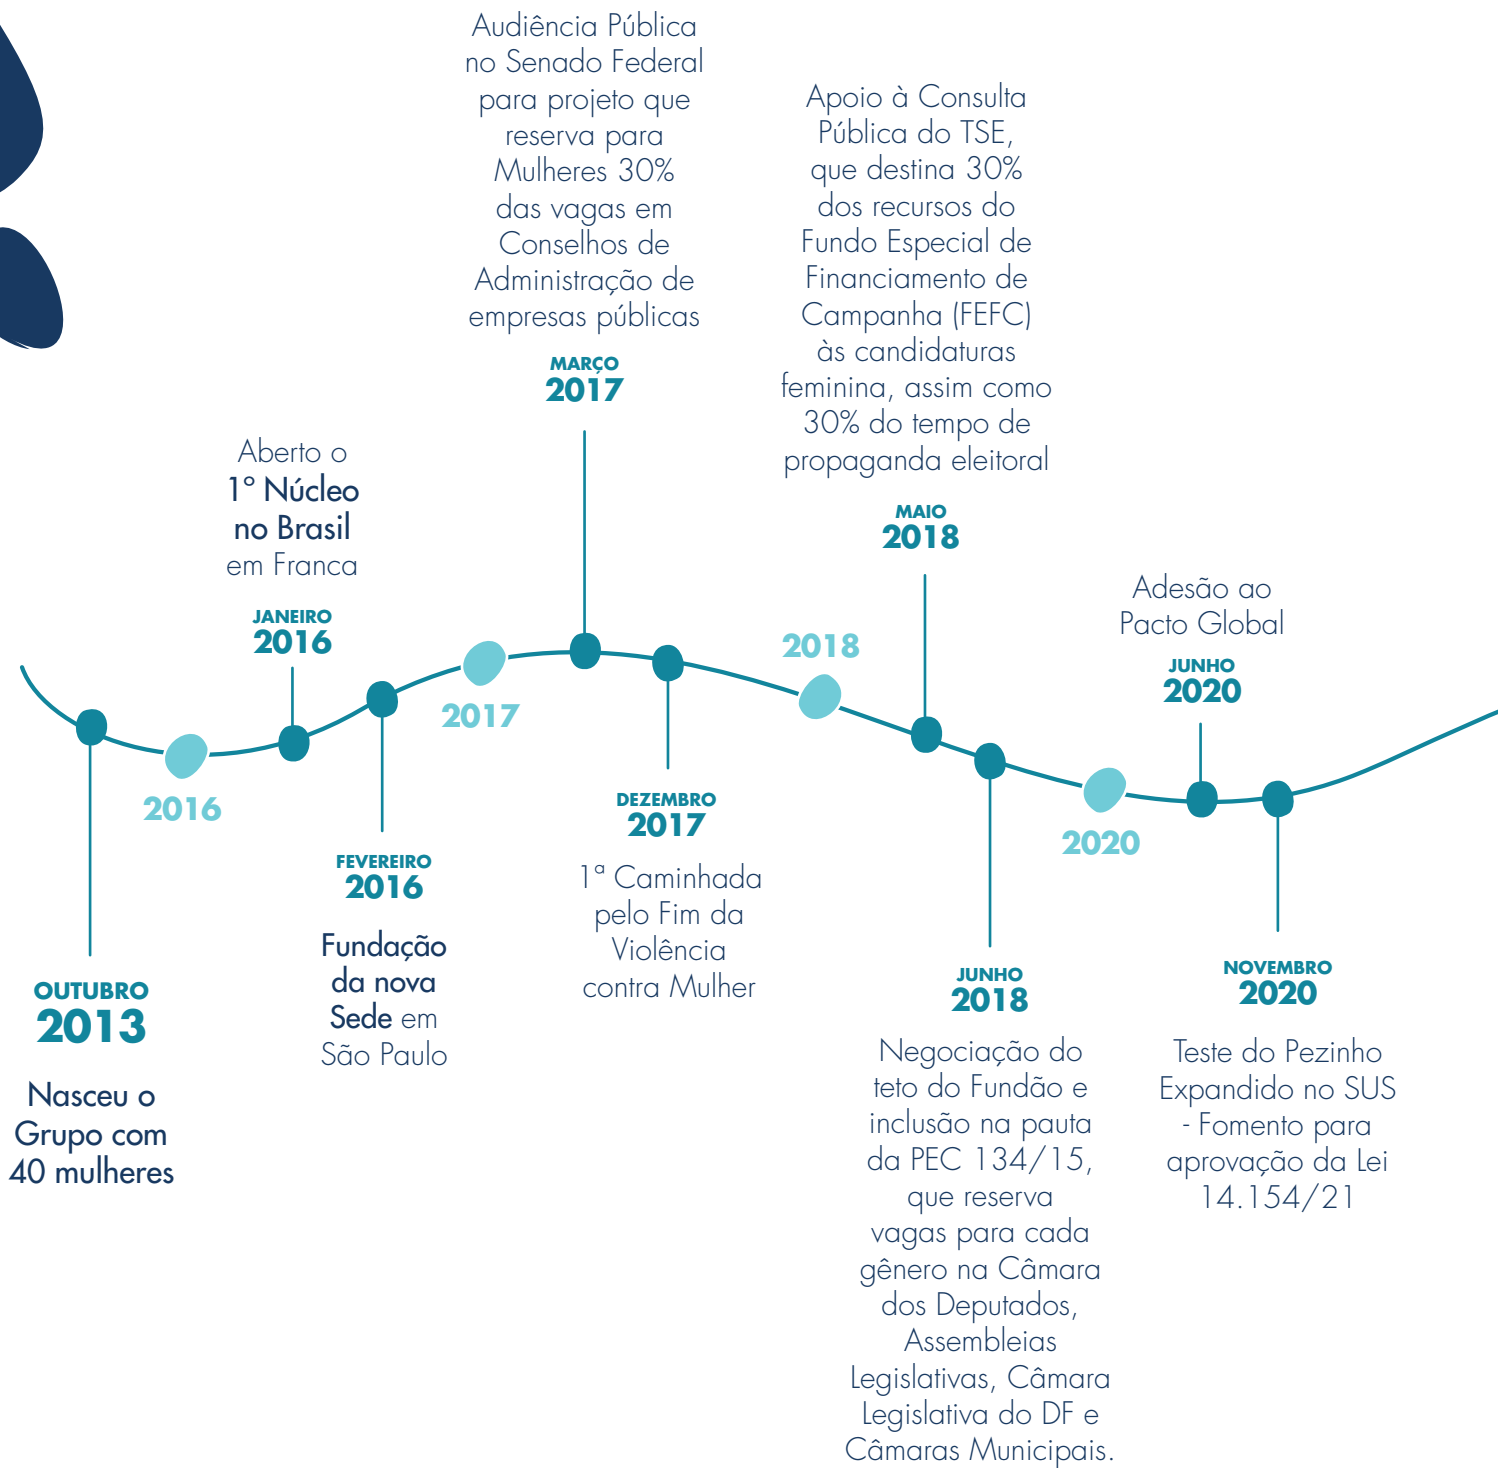 Audiência Pública
no Senado Federal
para projeto que
reserva para
Mulheres 30%
das vagas em
Conselhos de
Administração de
empresas públicas
MARÇO
2017
Apoio à Consulta
Pública do TSE,
que destina 30%
dos recursos do
Fundo Especial de
Financiamento de
Campanha (FEFC)
às candidaturas
feminina, assim como
30% do tempo de
propaganda eleitoral
MAIO
2018
Aberto o
1º Núcleo
no Brasil
em Franca
JANEIRO
2016
Adesão ao
Pacto Global
JUNHO
2020
2016
2017
2018
2020
OUTUBRO
2013
Nasceu o
Grupo com
40 mulheres
FEVEREIRO
2016
Fundação
da nova
Sede em
São Paulo
DEZEMBRO
2017
1ª Caminhada
pelo Fim da
Violência
contra Mulher
JUNHO
2018
Negociação do
teto do Fundão e
inclusão na pauta
da PEC 134/15,
que reserva
vagas para cada
gênero na Câmara
dos Deputados,
Assembleias
Legislativas, Câmara
Legislativa do DF e
Câmaras Municipais.
NOVEMBRO
2020
Teste do Pezinho
Expandido no SUS
- Fomento para
aprovação da Lei
14.154/21